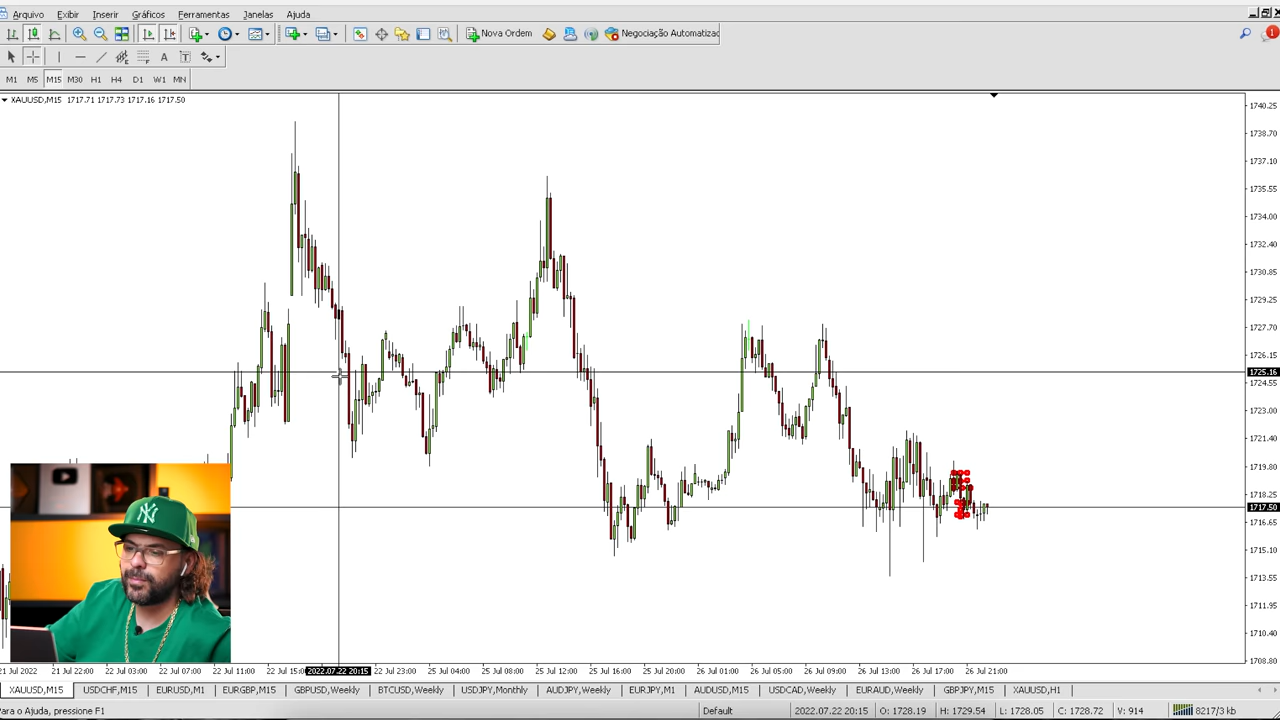 Arquivo Exibir Inserir Gráficos Ferramentas Janelas Ajuda
Nova Ordem Negociação Automatizac
1
A T
M1 M5 M15 M30 H1 H4 D1 W1 MN
XAUUSD,M15 1717.71 1717.73 1717.16 1717.50
1740.25
1738.70
1737.10
1735.55
1734.00
1732.40
1730.85
1729.25
1727.70
1726.15
1725.16
1724.55
1723.00
1721.40
1719.80
1718.25
1717.50
1716.65
1715.10
1713.55
1711.95
1710.40
1708.80
NY
21 Jul 2022 21 Jul 22:00 22 Jul 03:00 22 Jul 07:00 22 Jul 11:00 22 Jul 15:0 2022.07.22 20:15 22 Jul 23:00 25 Jul 04:00 25 Jul 08:00 25 Jul 12:00 25 Jul 16:00 25 Jul 20:00 26 Jul 01:00 26 Jul 05:00 26 Jul 09:00 26 Jul 13:00 26 Jul 17:00 26 Jul 21:00
XAUUSD,M15 USDCHF,M15 EURUSD,M1 EURGBP,M15 GBPUSD,Weekly BTCUSD,Weekly USDJPY,Monthly AUDJPY,Weekly EURJPY,M1 AUDUSD,M15 USDCAD,Weekly EURAUD,Weekly GBPJPY,M15 XAUUSD,H1
Para o Ajuda, pressione F1 Default 2022.07.22 20:15 O: 1728.19 H: 1729.54 L: 1728.05 C: 1728.72 V: 914 8217/3 kb